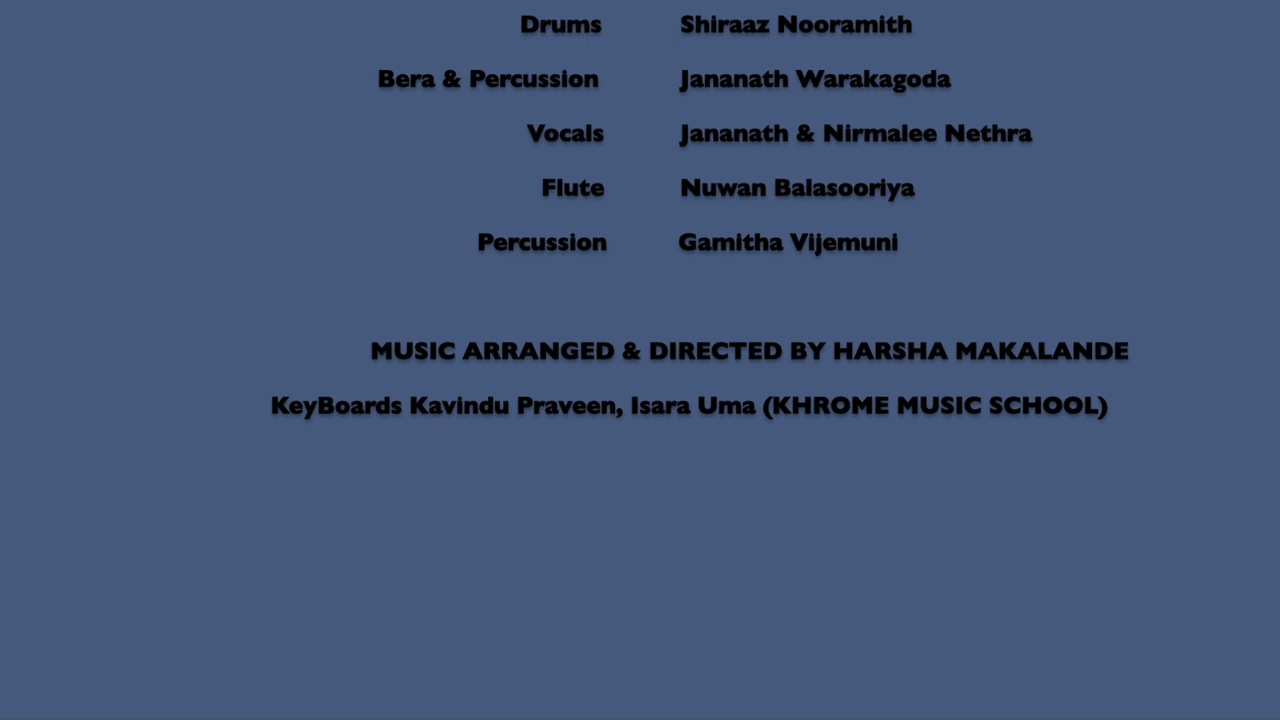 Drums Shiraaz Nooramith
Bera & Percussion Jananath Warakagoda
Vocals Jananath & Nirmalee Nethra
Flute Nuwan Balasooriya
Percussion Gamitha Vijemuni
MUSIC ARRANGED & DIRECTED BY HARSHA MAKALANDE
KeyBoards Kavindu Praveen, Isara Uma (KHROME MUSIC SCHOOL)